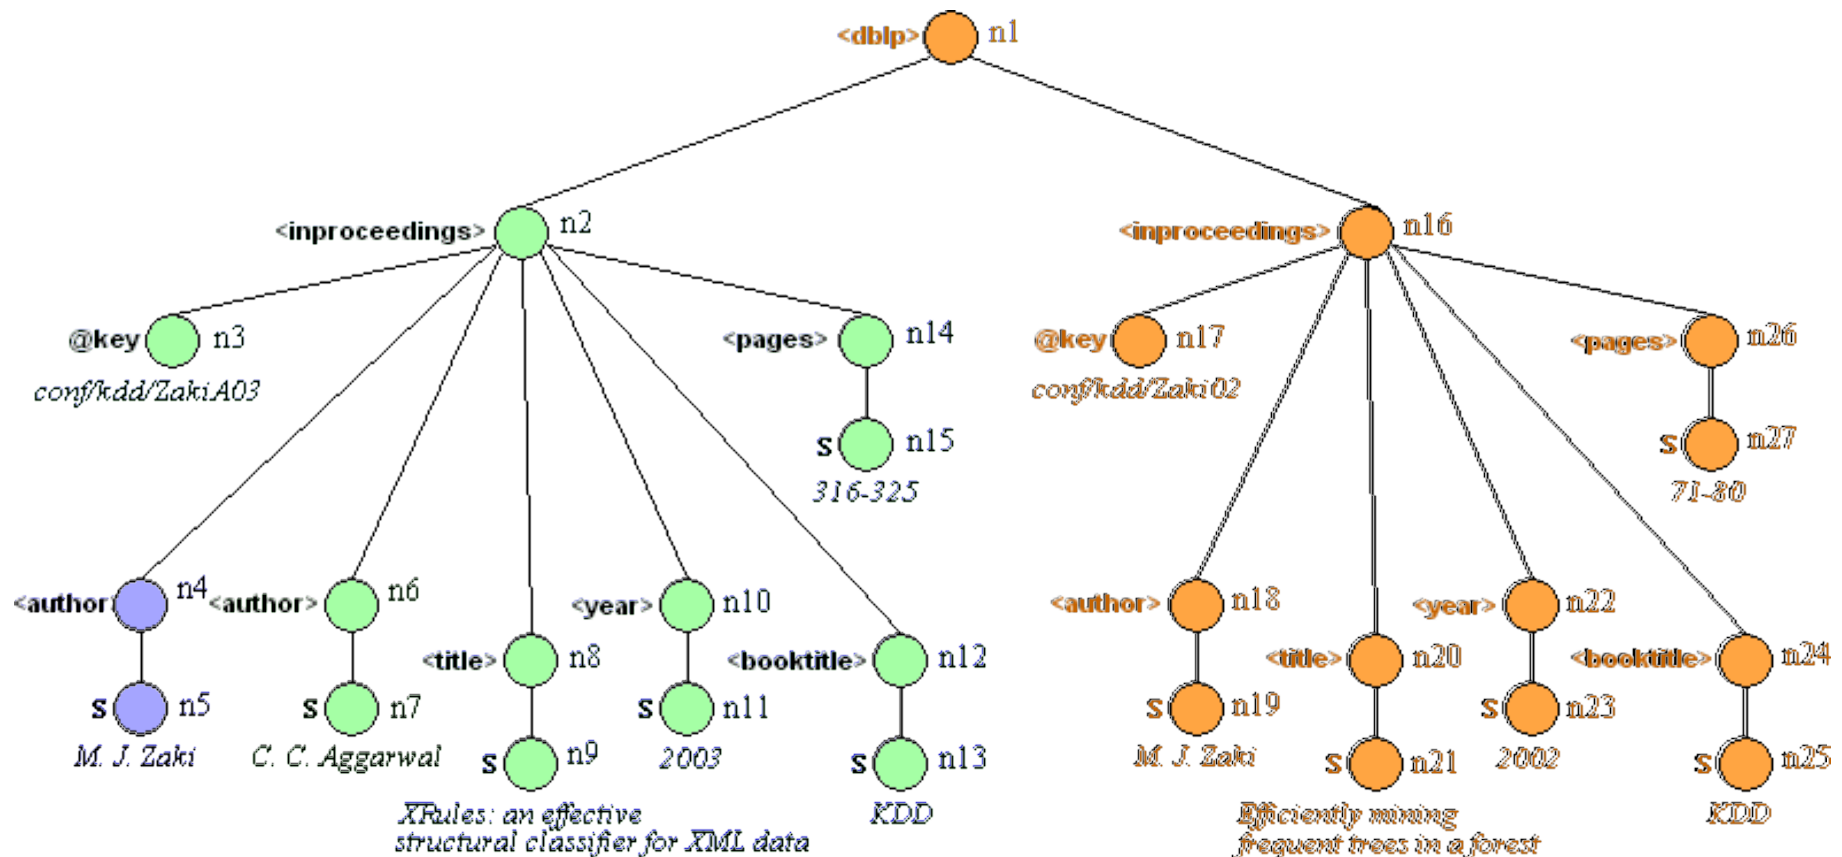 <dblp> n1
<inproceedings> n2
<inproceedings> n16
@key n3
<pages> n14
@key n17
<pages> n26
conf/kdd/ZakiA03
conf/kdd/Zaki02
S n15
S n27
316-325
71-80
<author> n4
<author> n6
<year> n10
<author> n18
<year> n22
<title> n8
<booktitle> n12
<title> n20
<booktitle> n24
S n5
S n7
S n11
S n19
S n23
M. J. Zaki
C. C. Aggarwal
S n9
2003
S n13
M. J. Zaki
S n21
2002
S n25
XRules: an effective
structural classifier for XML data
KDD
Efficiently mining
frequent trees in a forest
KDD